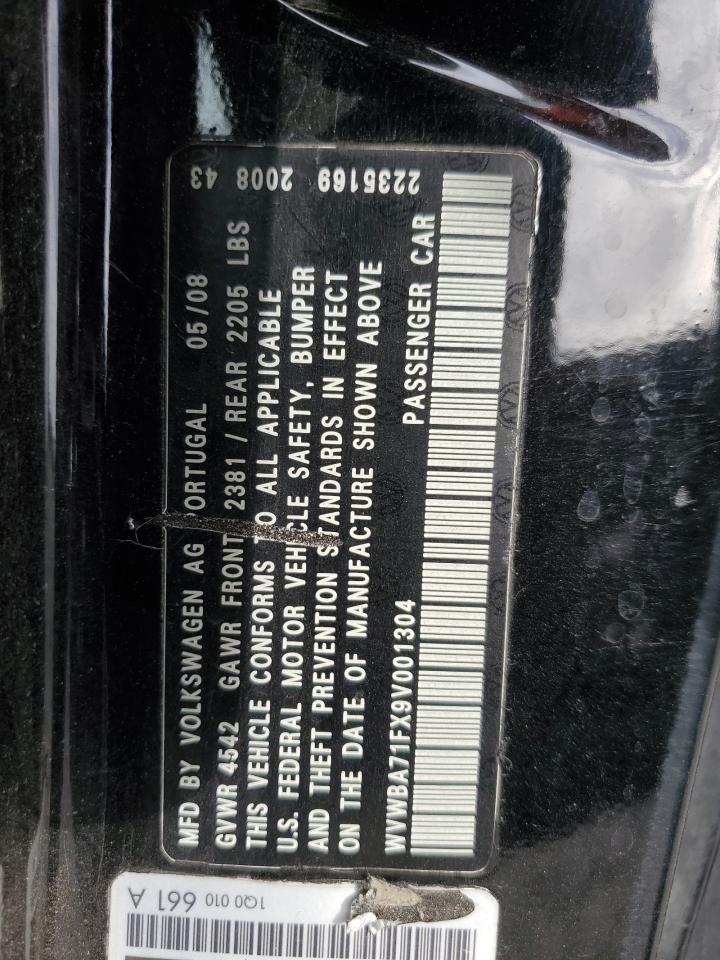 MFD BY VOLKSWAGEN AG PORTUGAL 05/08
GVWR 4542 GAWR FRONT 2381 / REAR 2205 LBS
THIS VEHICLE CONFORMS TO ALL APPLICABLE
U.S. FEDERAL MOTOR VEHICLE SAFETY, BUMPER
AND THEFT PREVENTION STANDARDS IN EFFECT
ON THE DATE OF MANUFACTURE SHOWN ABOVE
WVWBA71FX9V001304 PASSENGER CAR
2235169 2008 43
1Q0 010 661 A